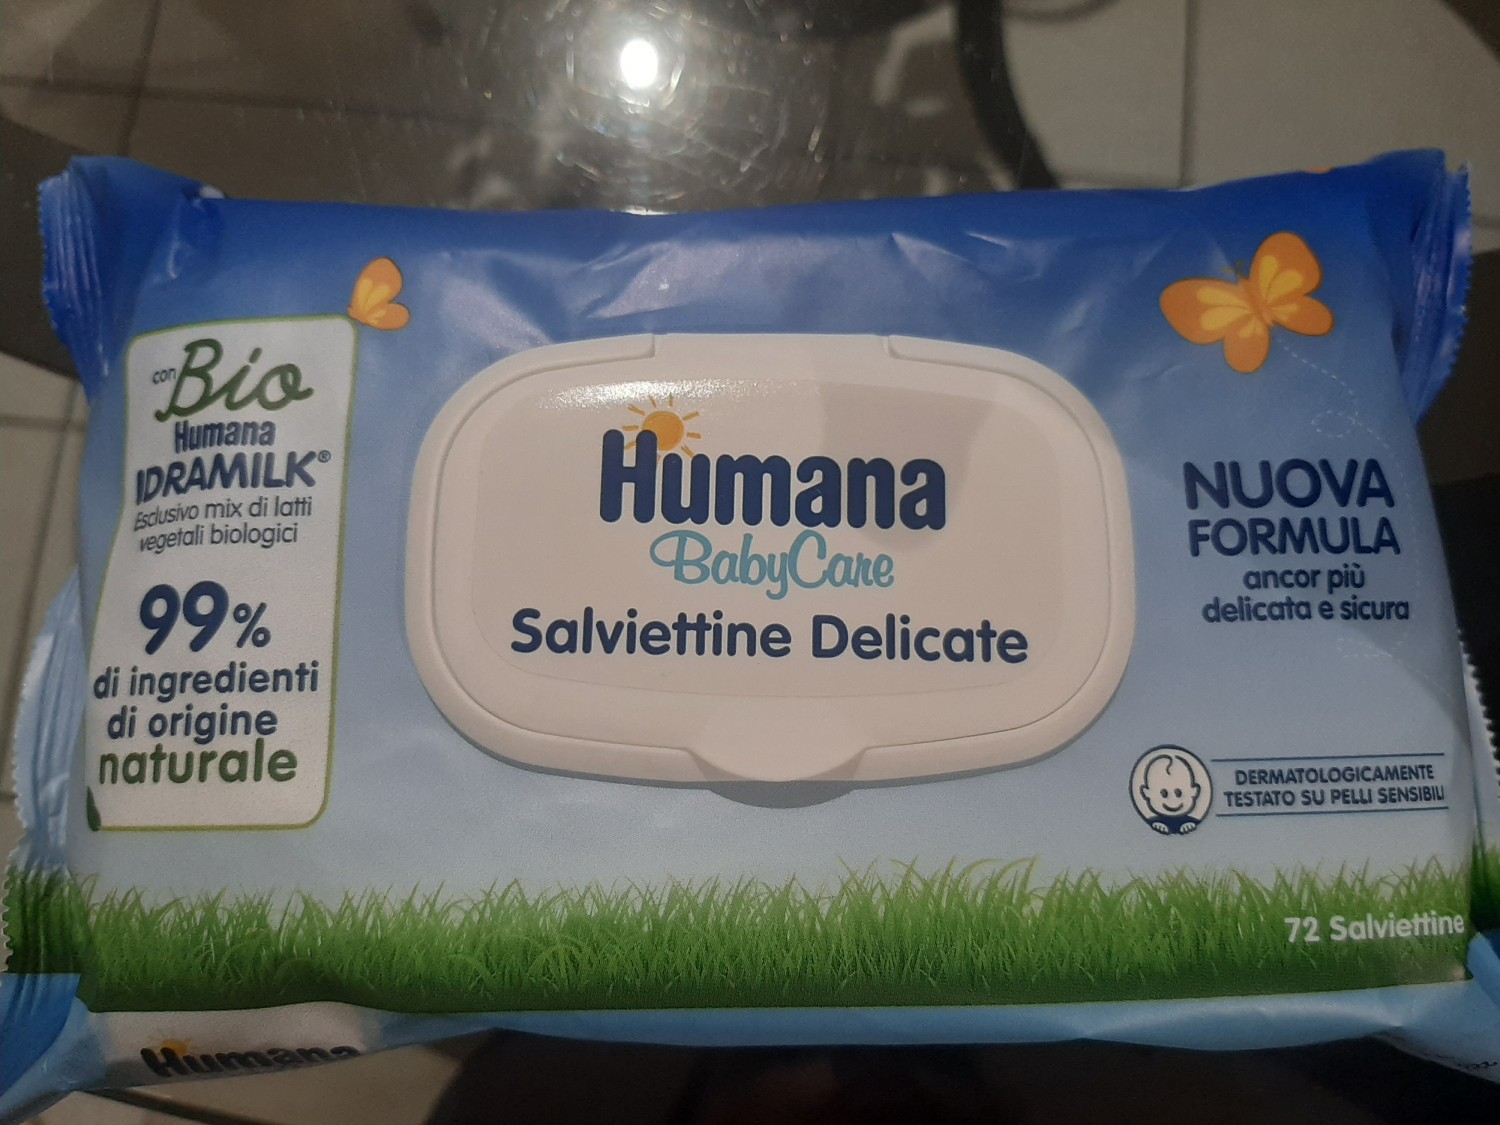 con Bio
Humana
IDRAMILK®
Esclusivo mix di latti
vegetali biologici
99%
di ingredienti
di origine
naturale
Humana
BabyCare
Salviettine Delicate
NUOVA
FORMULA
ancor più
delicata e sicura
DERMATOLOGICAMENTE
TESTATO SU PELLI SENSIBILI
72 Salviettine
Humana